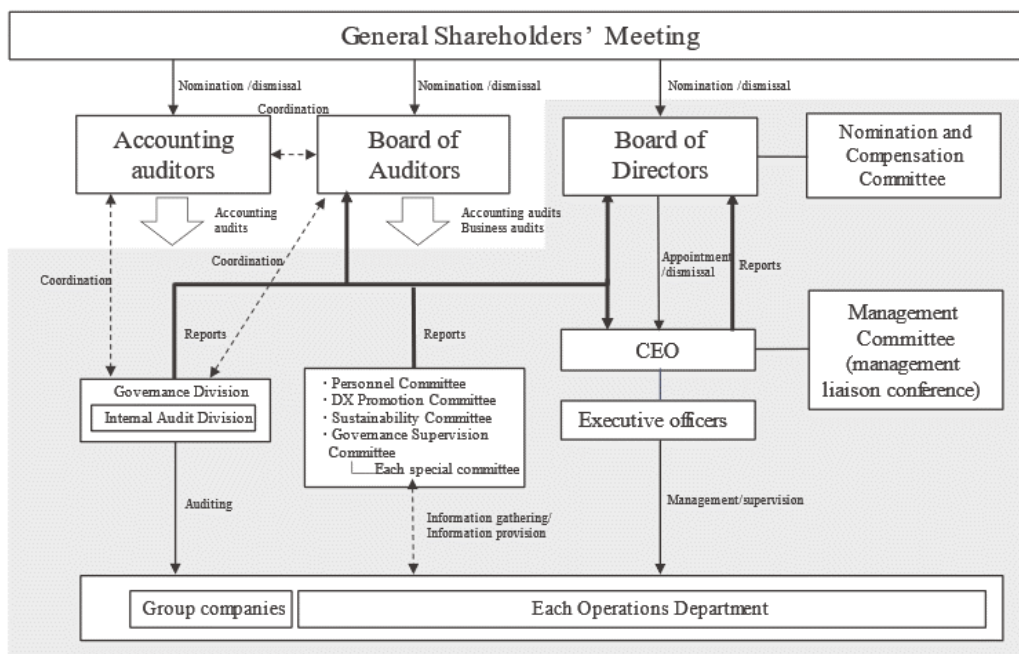 General Shareholders’ Meeting
Nomination /dismissal
Nomination /dismissal
Nomination /dismissal
Coordination
Accounting
auditors
Board of
Auditors
Board of
Directors
Nomination and
Compensation
Committee
Accounting
audits
Accounting audits
Business audits
Coordination
Coordination
Appointment
/dismissal
Reports
Reports
Reports
CEO
Management
Committee
(management
liaison conference)
Governance Division
Internal Audit Division
・Personnel Committee
・DX Promotion Committee
・Sustainability Committee
・Governance Supervision
Committee
Each special committee
Executive officers
Auditing
Information gathering/
Information provision
Management/supervision
Group companies
Each Operations Department